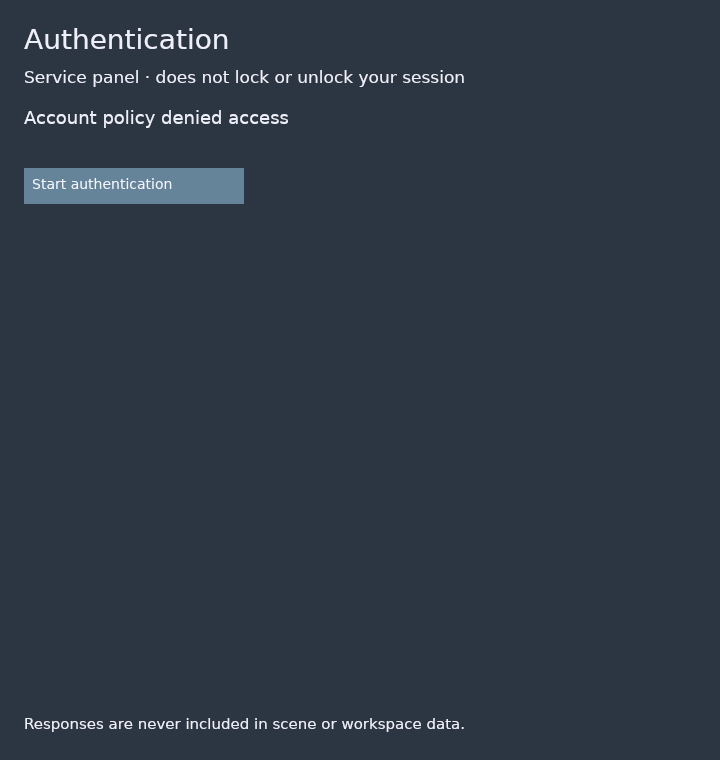 Authentication
Service panel · does not lock or unlock your session
Account policy denied access
Start authentication
Responses are never included in scene or workspace data.